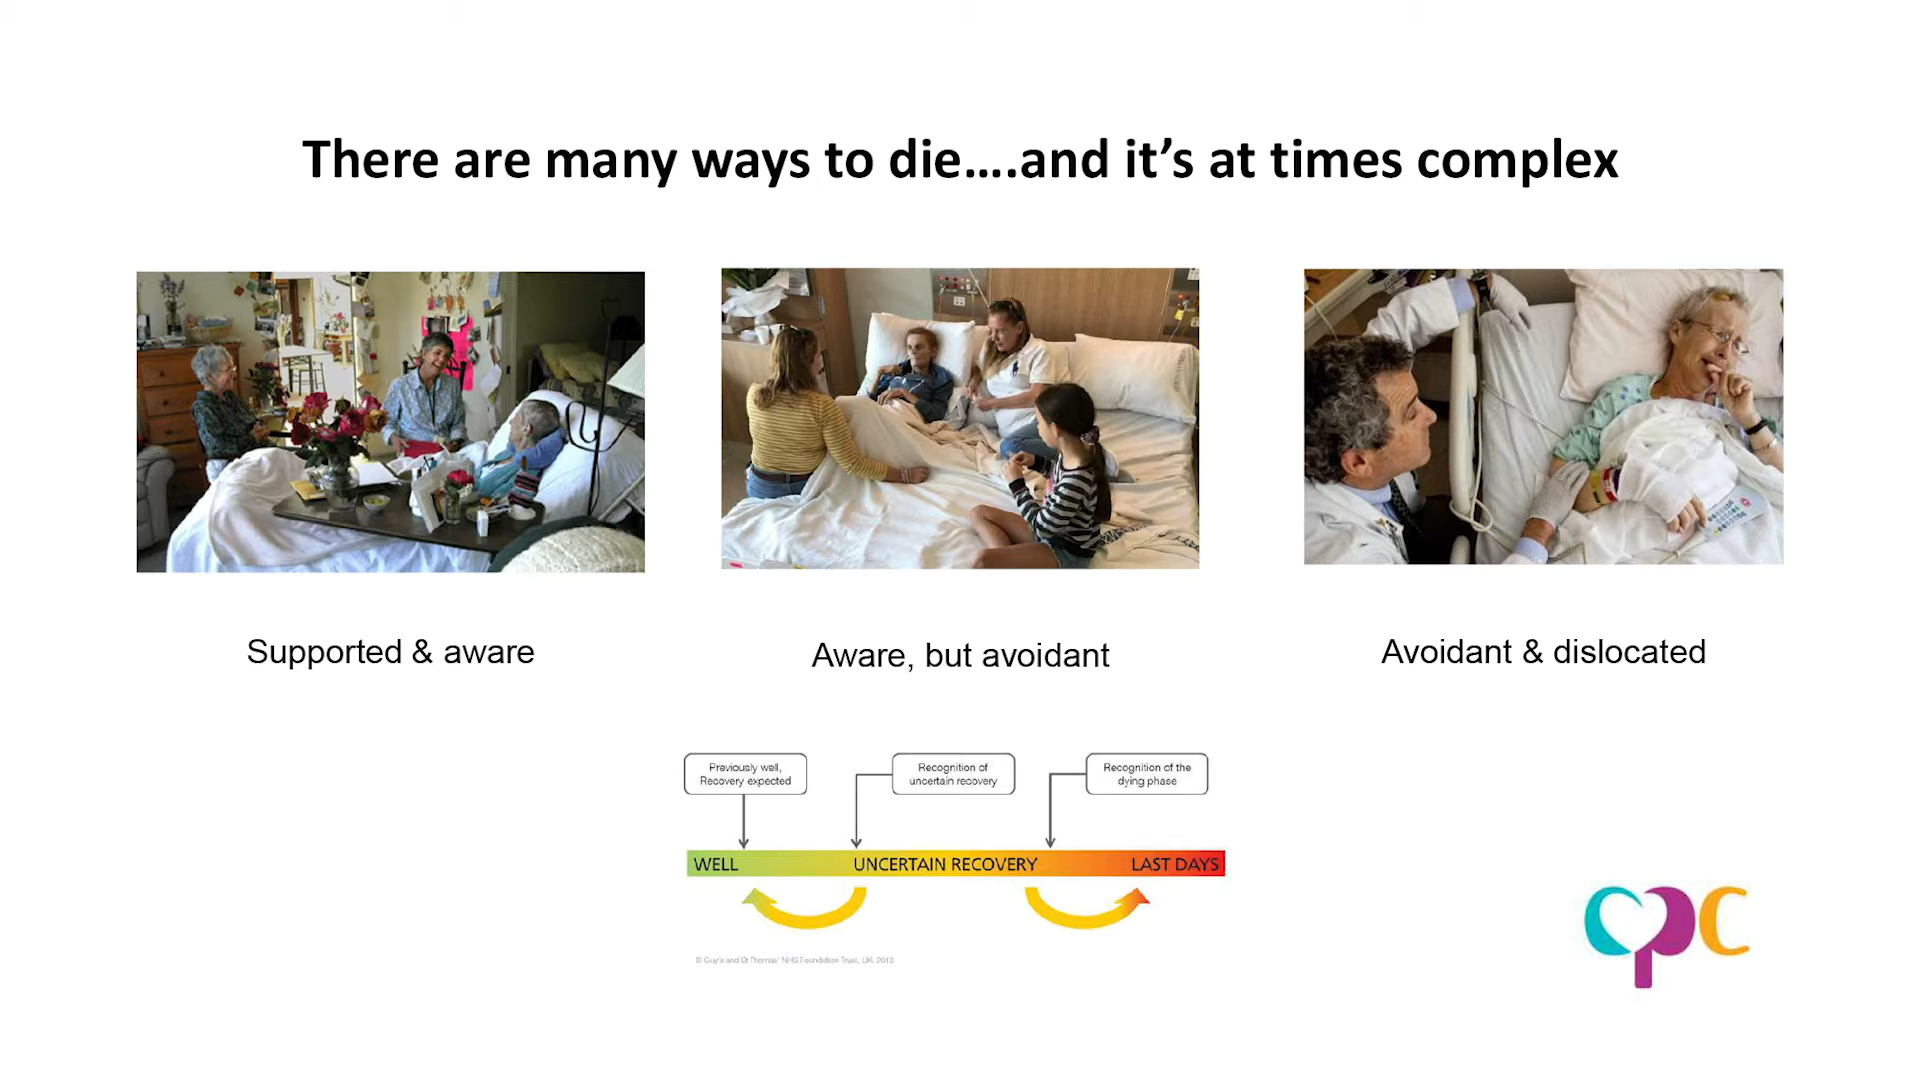 There are many ways to die….and it’s at times complex
Supported & aware
Aware, but avoidant
Avoidant & dislocated
Previously well,
Recovery expected
Recognition of
uncertain recovery
Recognition of the
dying phase
WELL
UNCERTAIN RECOVERY
LAST DAYS
© Guy's and St Thomas' NHS Foundation Trust, UK. 2013
cpc